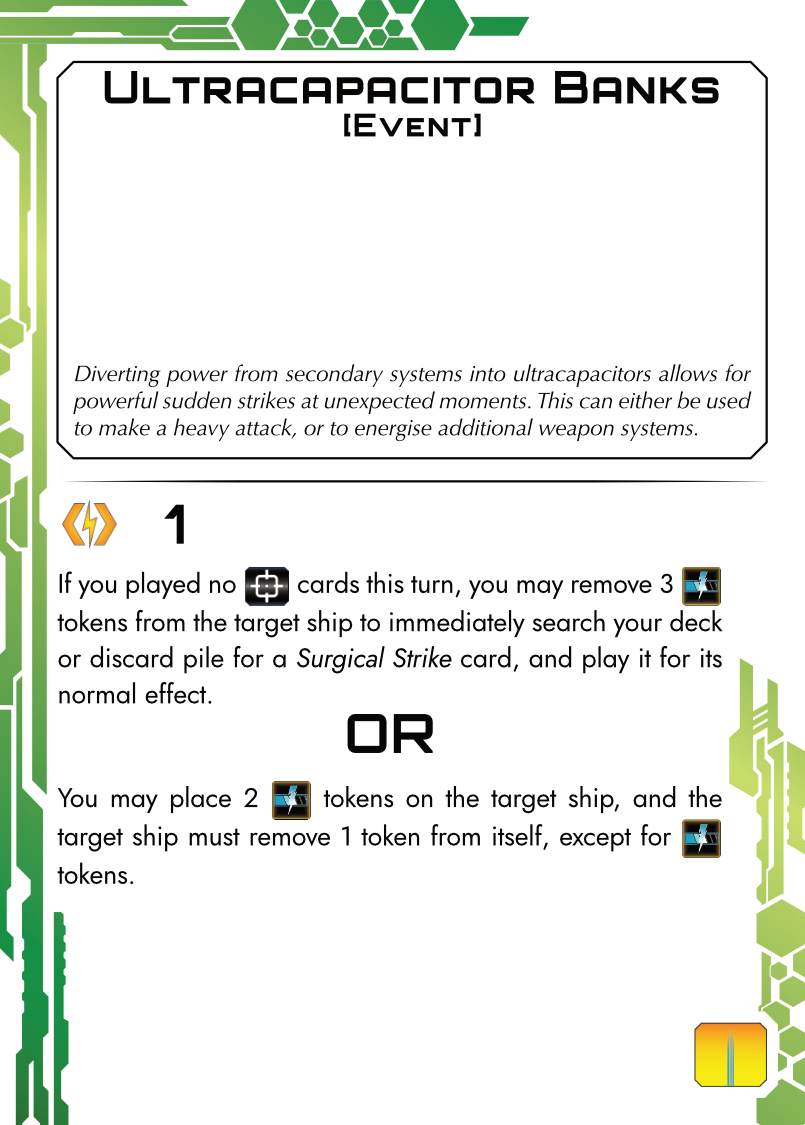 Ultracapacitor Banks
[Event]
Diverting power from secondary systems into ultracapacitors allows for
powerful sudden strikes at unexpected moments. This can either be used
to make a heavy attack, or to energise additional weapon systems.
1
If you played no cards this turn, you may remove 3
tokens from the target ship to immediately search your deck
or discard pile for a Surgical Strike card, and play it for its
normal effect.
OR
You may place 2 tokens on the target ship, and the
target ship must remove 1 token from itself, except for
tokens.